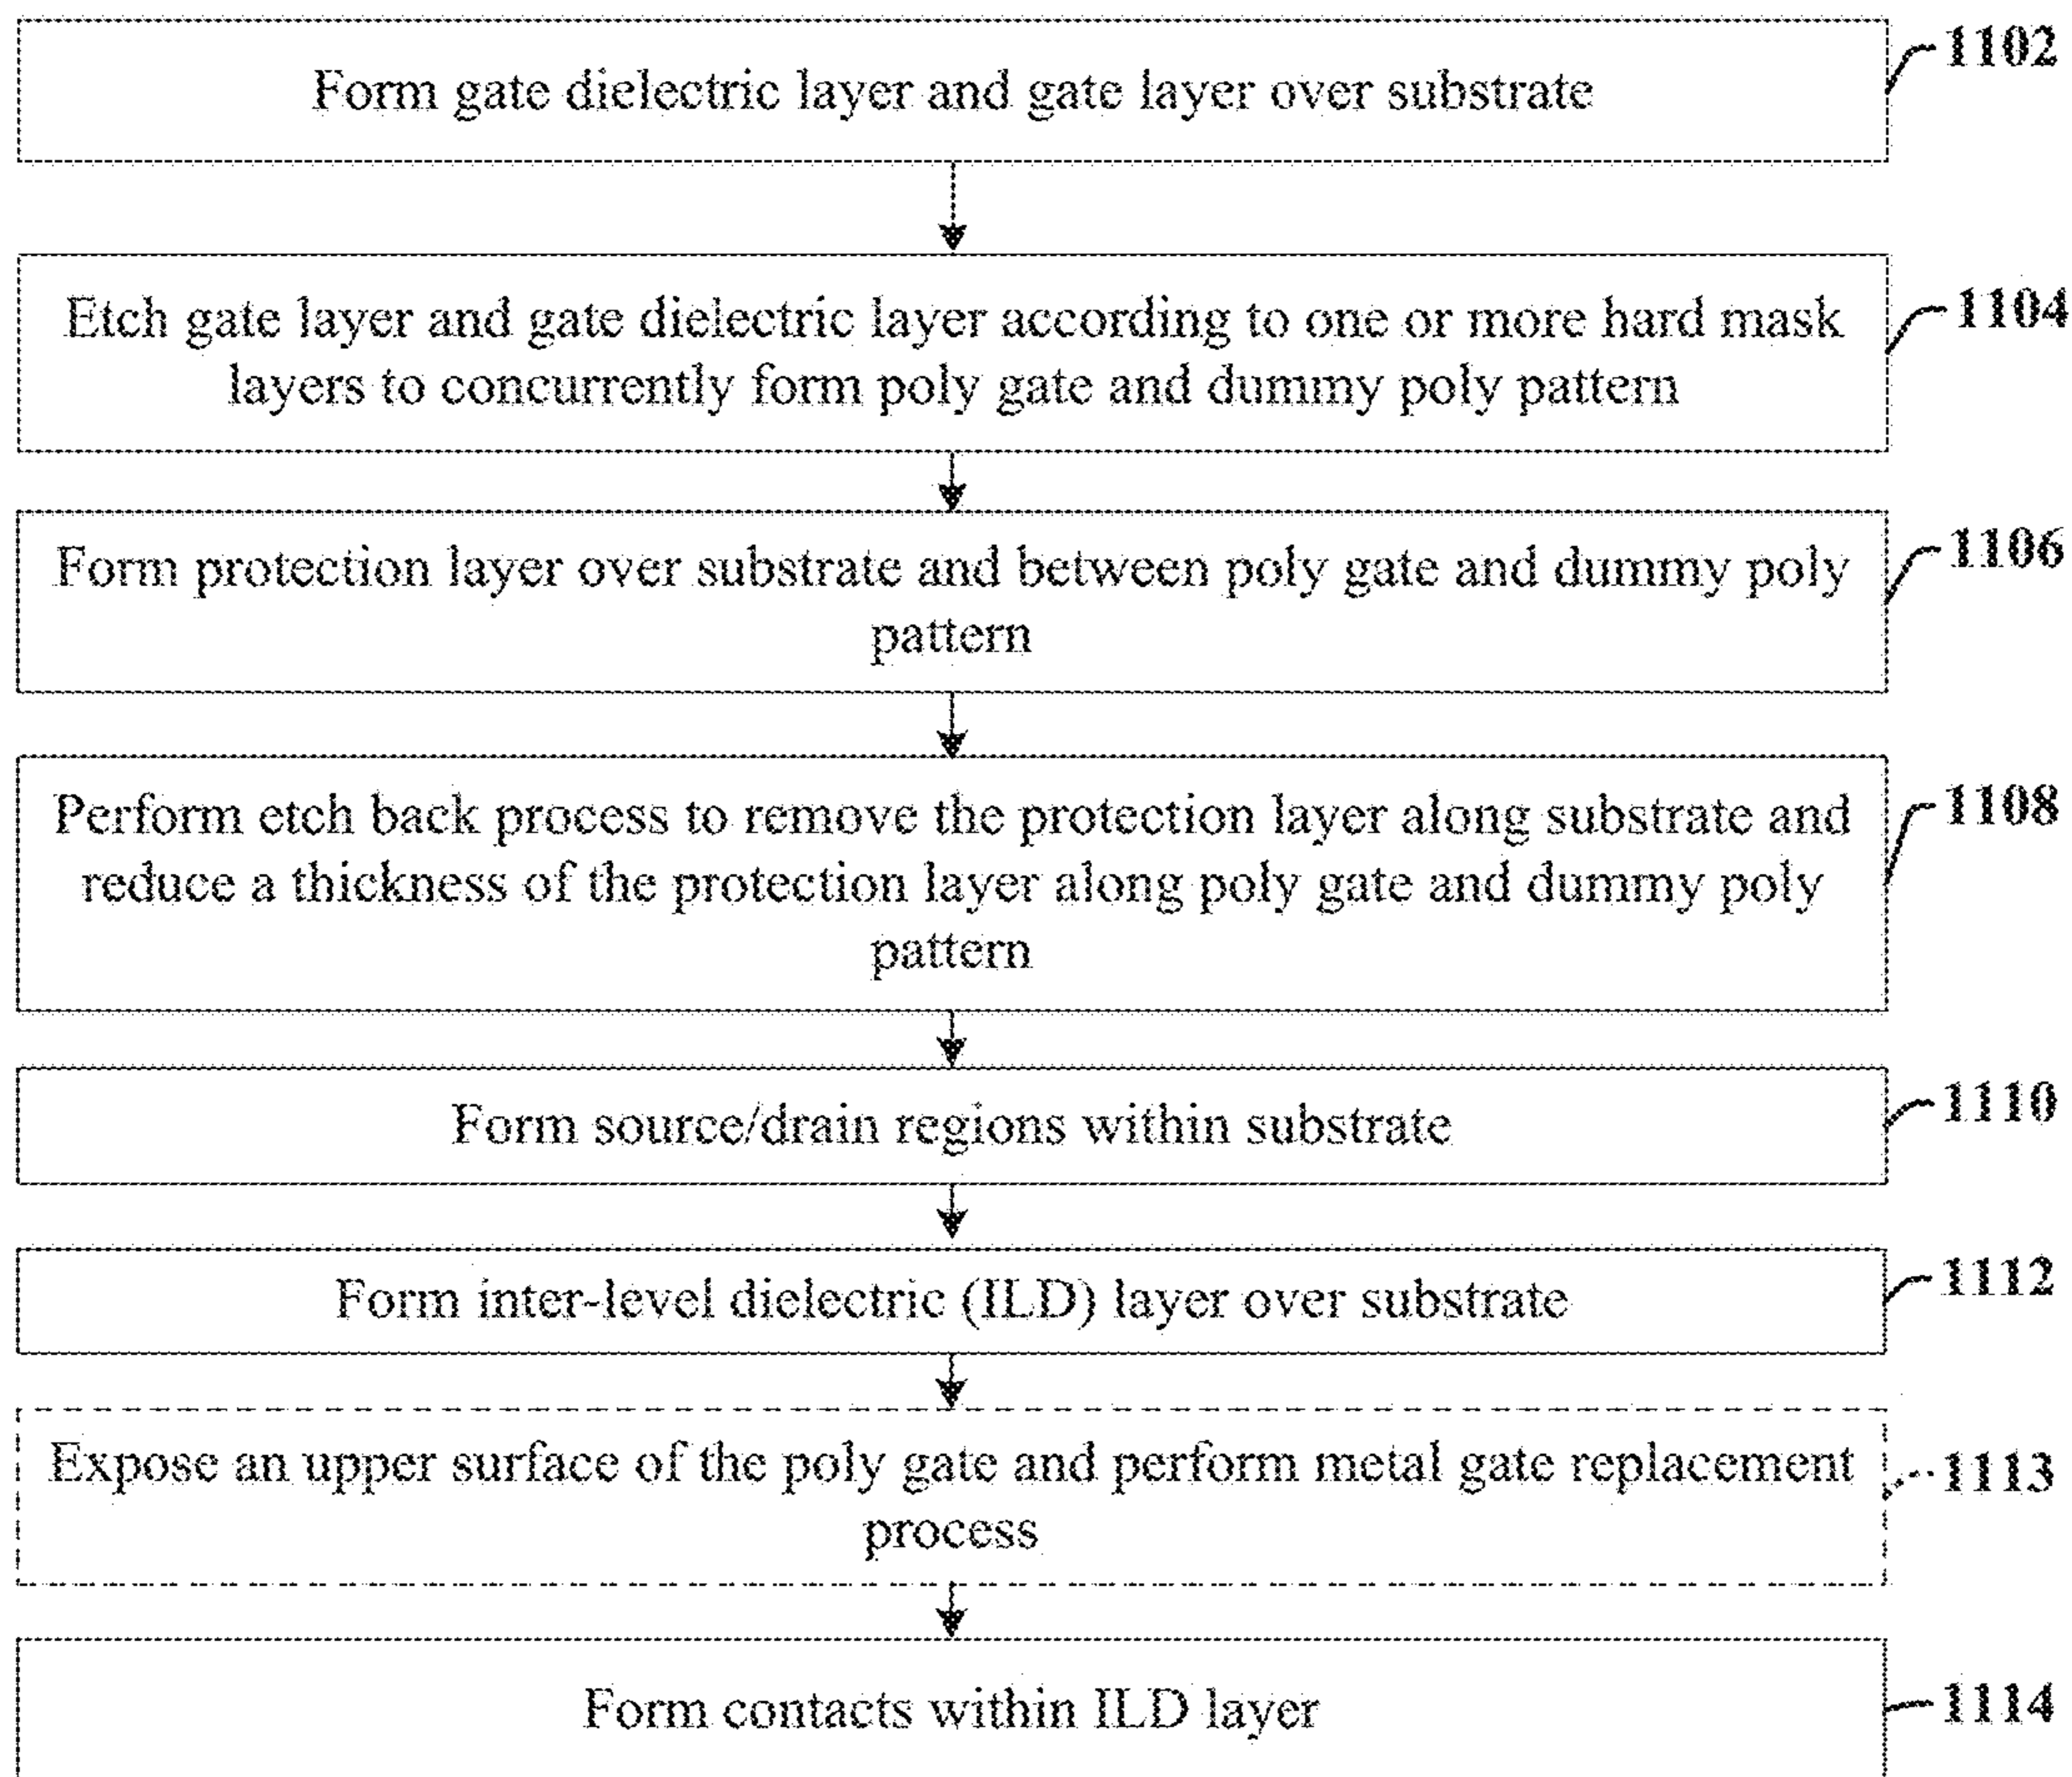 1102
Form gate dielectric layer and gate layer over substrate
1104
Etch gate layer and gate dielectric layer according to one or more hard mask
layers to concurrently form poly gate and dummy poly pattern
1106
Form protection layer over substrate and between poly gate and dummy poly
pattern
1108
Perform etch back process to remove the protection layer along substrate and
reduce a thickness of the protection layer along poly gate and dummy poly
pattern
1110
Form source/drain regions within substrate
1112
Form inter-level dielectric (ILD) layer over substrate
1113
Expose an upper surface of the poly gate and perform metal gate replacement
process
1114
Form contacts within ILD layer